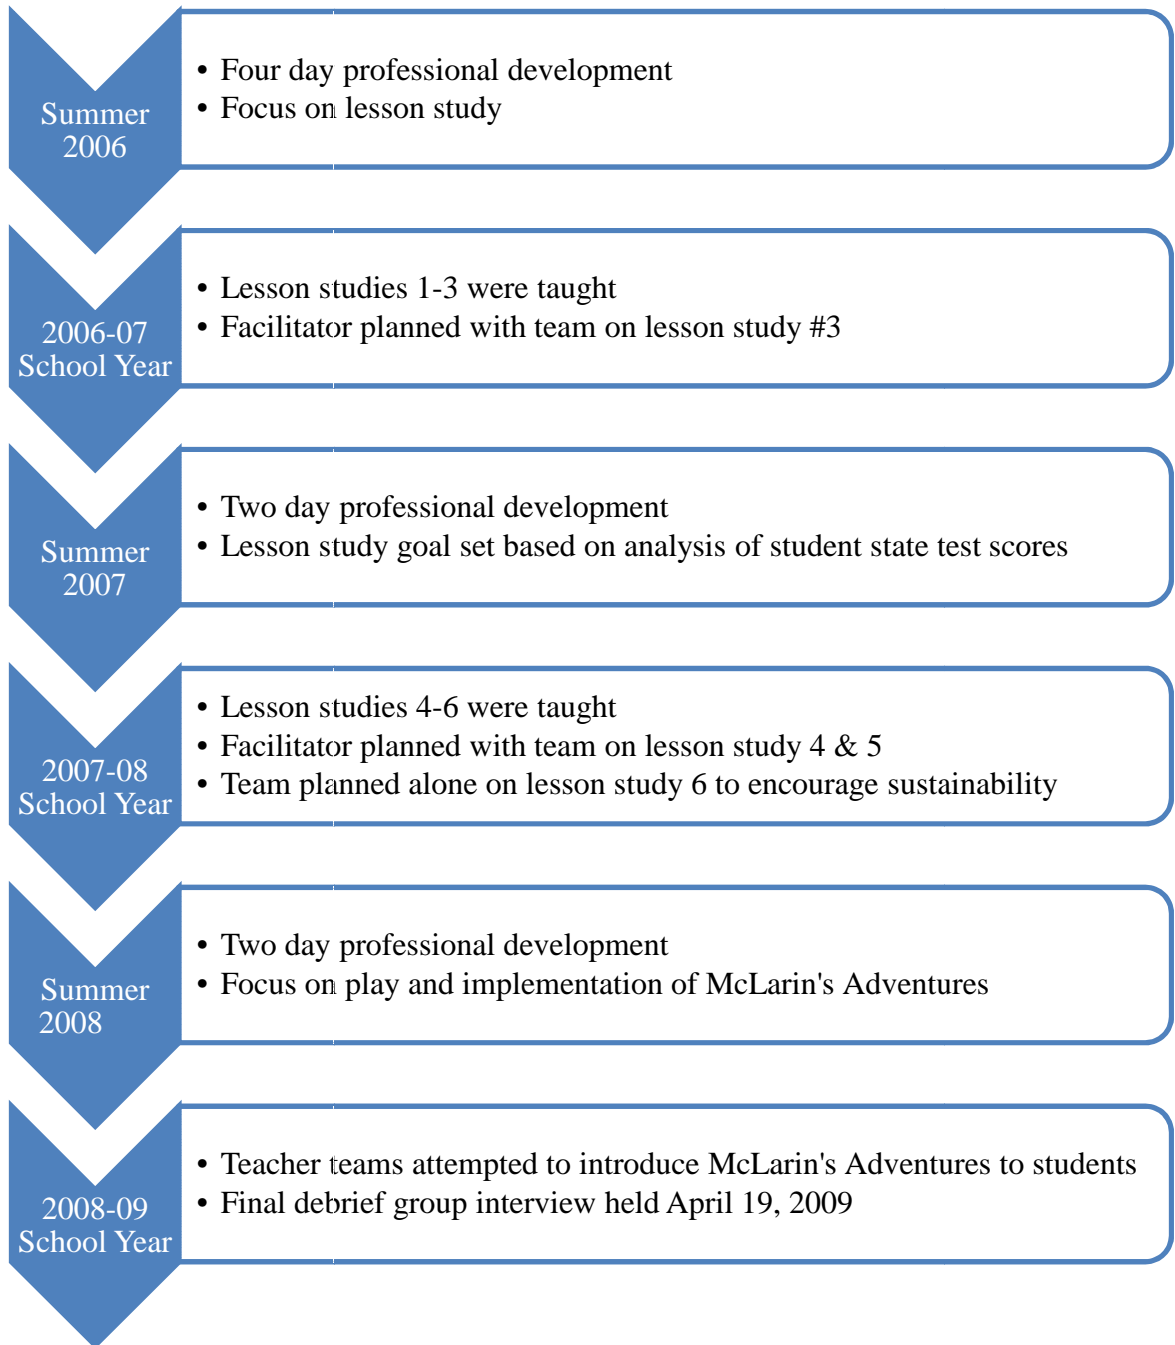 Summer
2006
• Four day professional development
• Focus on lesson study
2006-07
School Year
• Lesson studies 1-3 were taught
• Facilitator planned with team on lesson study #3
Summer
2007
• Two day professional development
• Lesson study goal set based on analysis of student state test scores
2007-08
School Year
• Lesson studies 4-6 were taught
• Facilitator planned with team on lesson study 4 & 5
• Team planned alone on lesson study 6 to encourage sustainability
Summer
2008
• Two day professional development
• Focus on play and implementation of McLarin's Adventures
2008-09
School Year
• Teacher teams attempted to introduce McLarin's Adventures to students
• Final debrief group interview held April 19, 2009